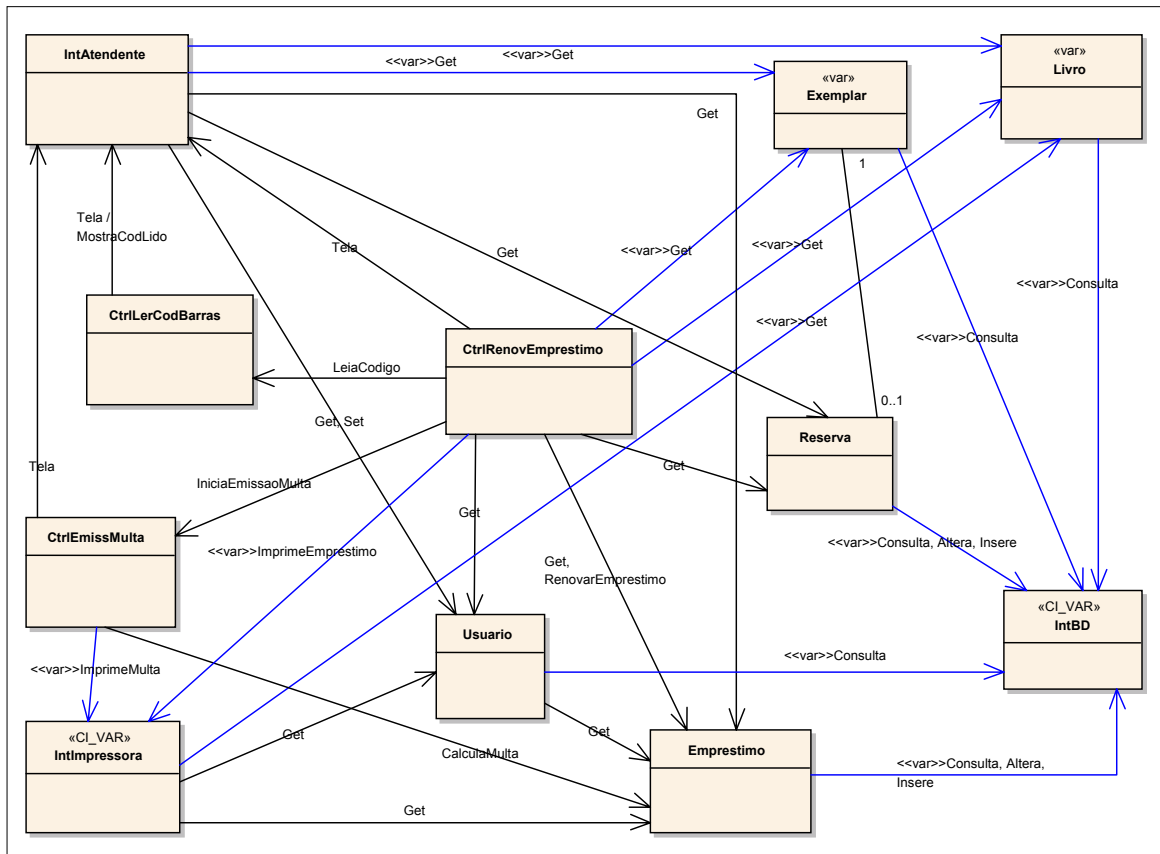 IntAtendente
<<var>>Get
<<var>>Get
«var»
Livro
«var»
Exemplar
Get
1
Tela /
MostraCodLido
Tela
Get
<<var>>Get
<<var>>Get
<<var>>Consulta
CtrlLerCodBarras
<<var>>Get
<<var>>Consulta
CtrlRenovEmprestimo
LeiaCodigo
0..1
Get, Set
Reserva
Tela
Get
IniciaEmissaoMulta
Get
CtrlEmissMulta
<<var>>ImprimeEmprestimo
<<var>>Consulta, Altera, Insere
Get,
RenovarEmprestimo
«CI_VAR»
IntBD
Usuario
<<var>>Consulta
<<var>>ImprimeMulta
«CI_VAR»
IntImpressora
Get
CalculaMulta
Get
Emprestimo
<<var>>Consulta, Altera,
Insere
Get